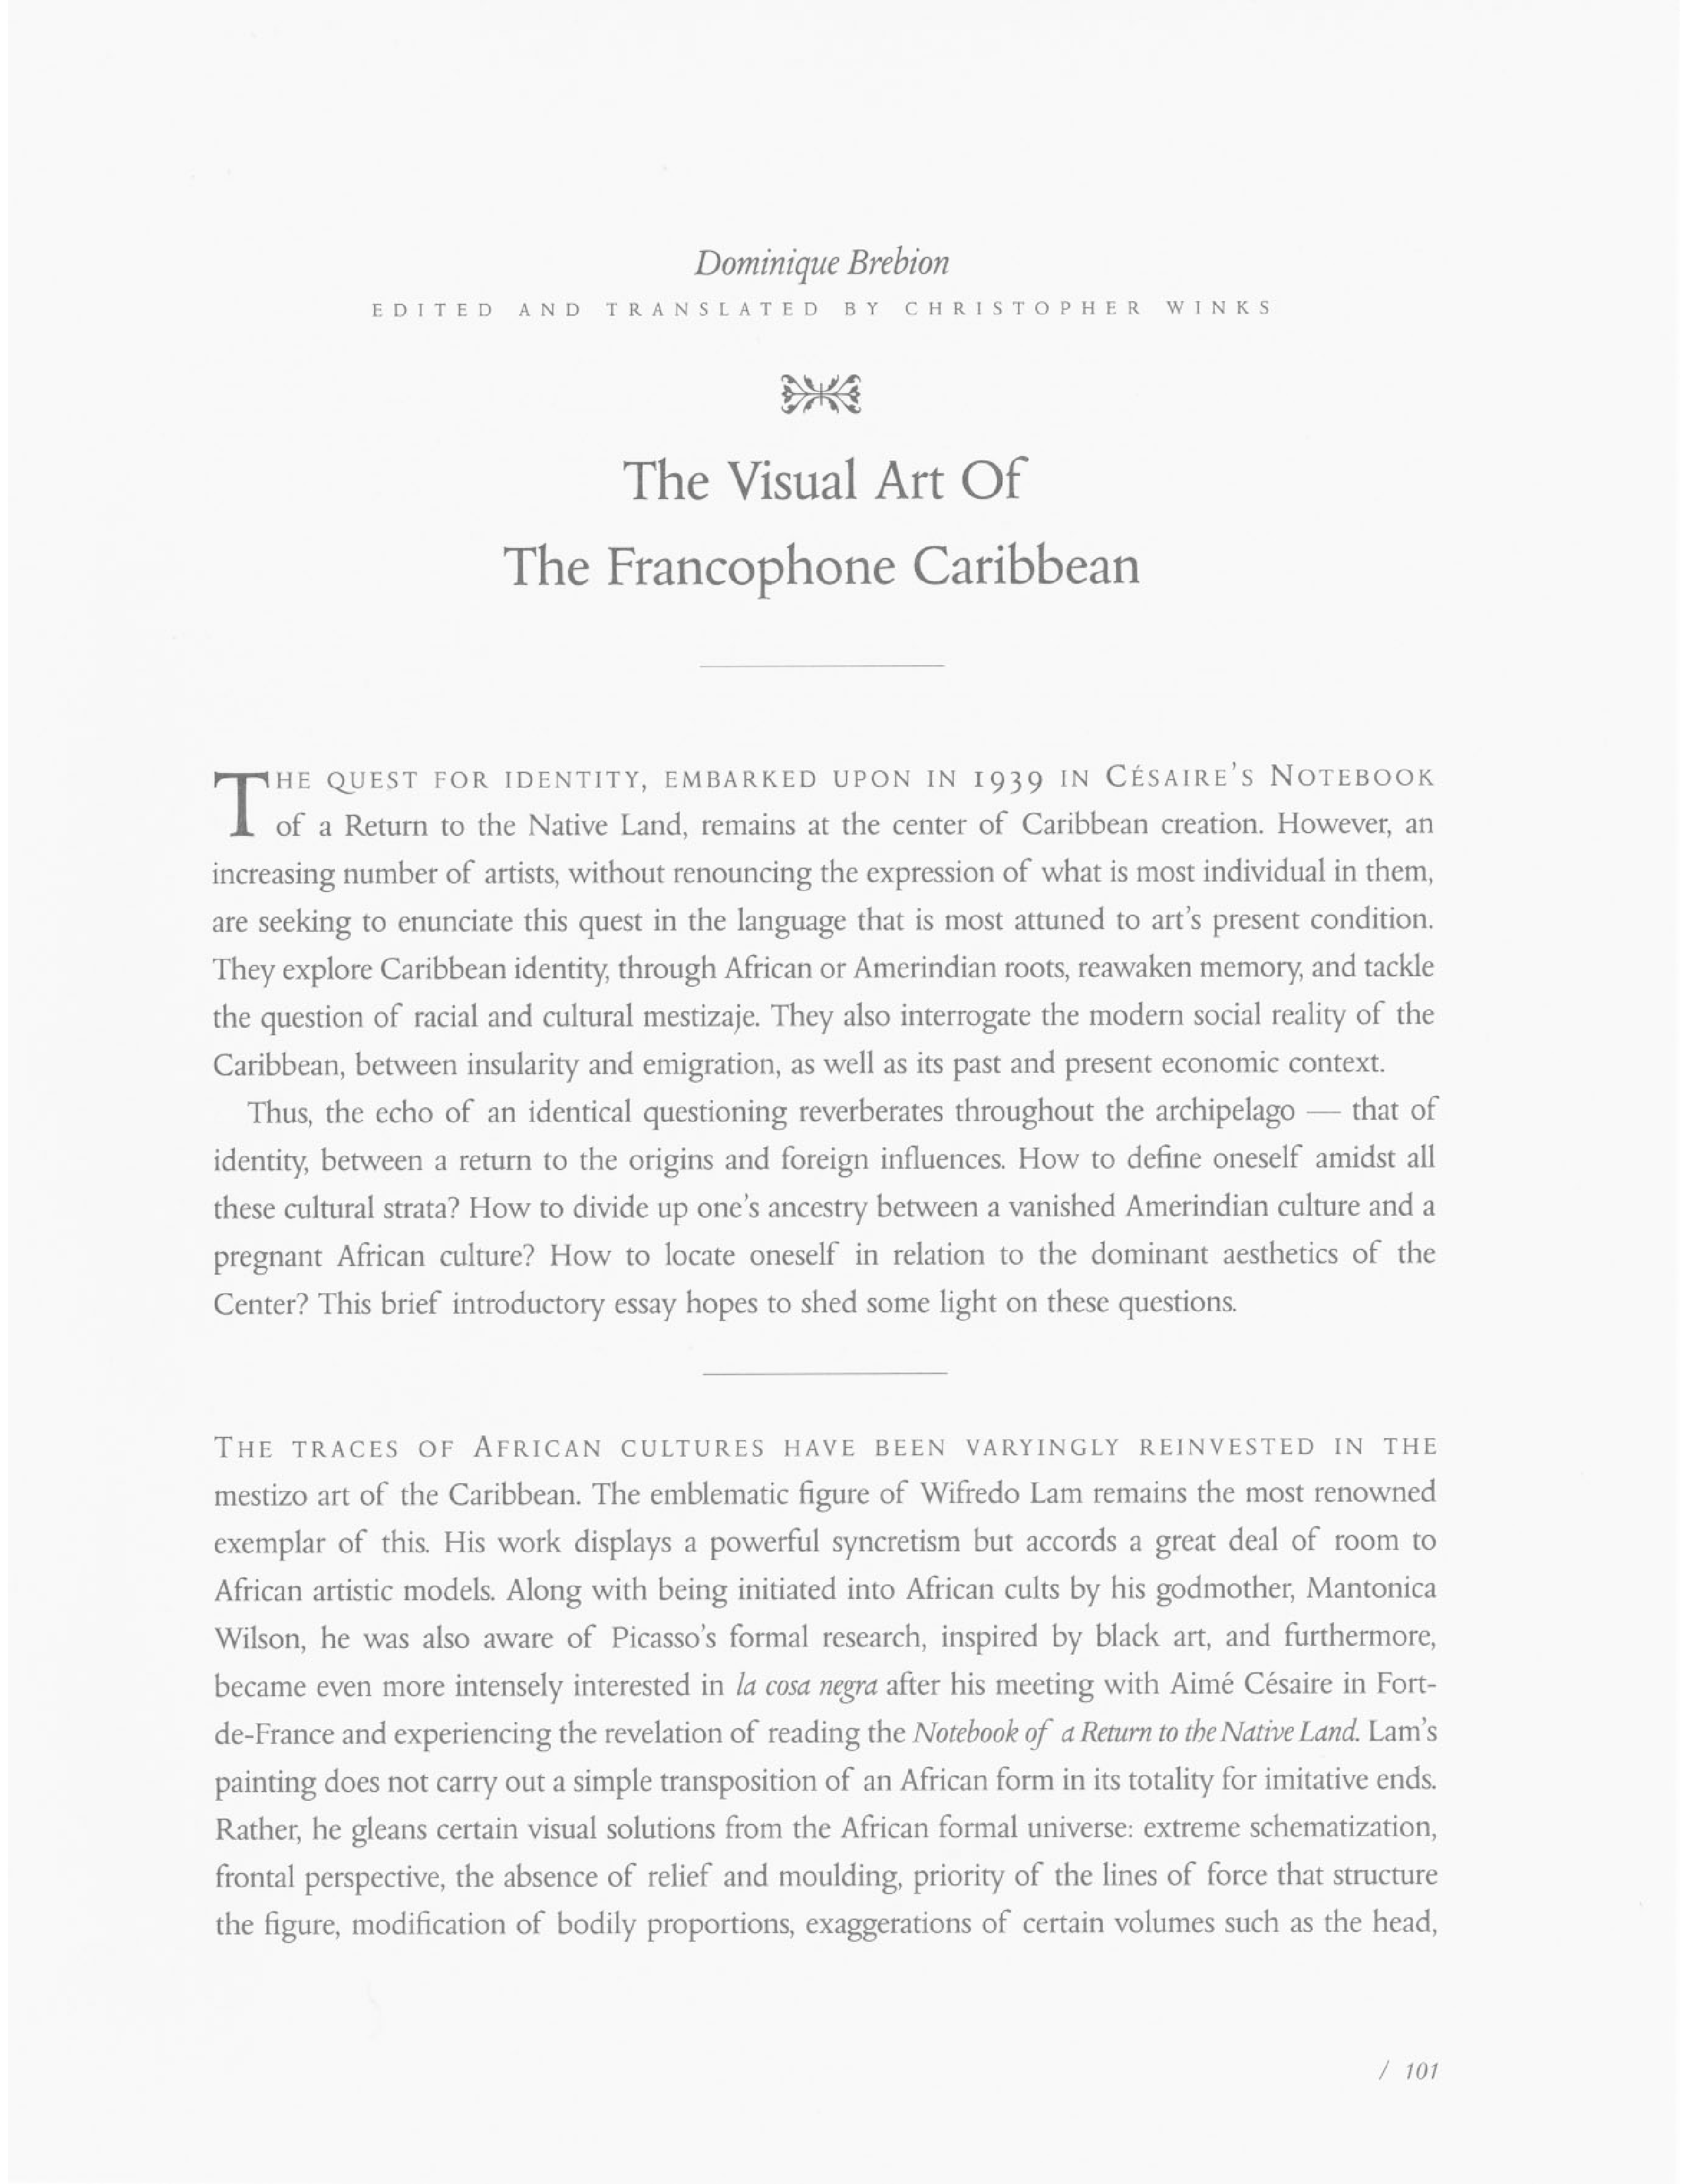 Dominique Brebion
EDITED AND TRANSLATED BY CHRISTOPHER WINKS
The Visual Art Of
The Francophone Caribbean
THE QUEST FOR IDENTITY, EMBARKED UPON IN 1939 IN CÉSAIRE'S NOTEBOOK
of a Return to the Native Land, remains at the center of Caribbean creation. However, an
increasing number of artists, without renouncing the expression of what is most individual in them,
are seeking to enunciate this quest in the language that is most attuned to art's present condition.
They explore Caribbean identity, through African or Amerindian roots, reawaken memory, and tackle
the question of racial and cultural mestizaje. They also interrogate the modern social reality of the
Caribbean, between insularity and emigration, as well as its past and present economic context.
Thus, the echo of an identical questioning reverberates throughout the archipelago — that of
identity, between a return to the origins and foreign influences. How to define oneself amidst all
these cultural strata? How to divide up one's ancestry between a vanished Amerindian culture and a
pregnant African culture? How to locate oneself in relation to the dominant aesthetics of the
Center? This brief introductory essay hopes to shed some light on these questions.
THE TRACES OF AFRICAN CULTURES HAVE BEEN VARYINGLY REINVESTED IN THE
mestizo art of the Caribbean. The emblematic figure of Wifredo Lam remains the most renowned
exemplar of this. His work displays a powerful syncretism but accords a great deal of room to
African artistic models. Along with being initiated into African cults by his godmother, Mantonica
Wilson, he was also aware of Picasso's formal research, inspired by black art, and furthermore,
became even more intensely interested in la cosa negra after his meeting with Aimé Césaire in Fort-
de-France and experiencing the revelation of reading the Notebook of a Return to the Native Land. Lam's
painting does not carry out a simple transposition of an African form in its totality for imitative ends.
Rather, he gleans certain visual solutions from the African formal universe: extreme schematization,
frontal perspective, the absence of relief and moulding, priority of the lines of force that structure
the figure, modification of bodily proportions, exaggerations of certain volumes such as the head,
/ 101